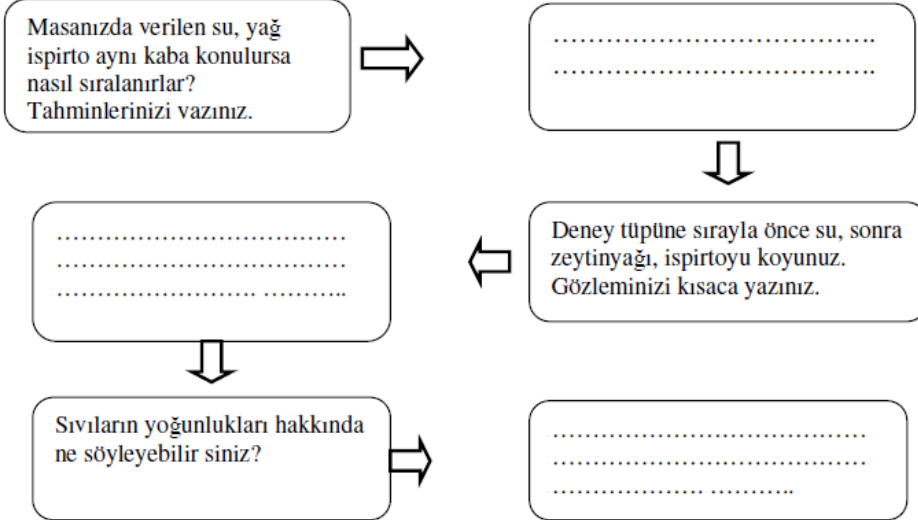 Masanızda verilen su, yağ
ispirto aynı kaba konulursa
nasıl sıralanırlar?
Tahminlerinizi vazınız.
…………………………………..
…………………………………..
Deney tüpüne sırayla önce su, sonra
zeytinyağı, ispirtoyu koyunuz.
Gözleminizi kısaca yazınız.
………………………………
………………………………
……………………. ………..
Sıvıların yoğunlukları hakkında
ne söyleyebilir siniz?
…………………………………
…………………………………
…………………. ………..